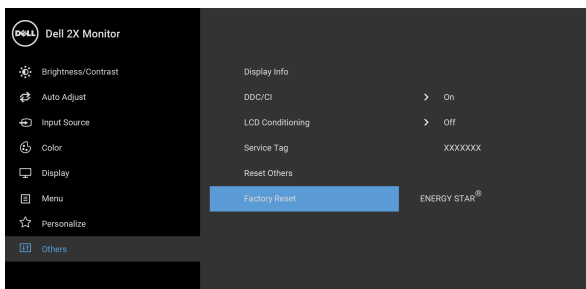 DELL Dell 2X Monitor
Brightness/Contrast
Auto Adjust
Input Source
Color
Display
Menu
Personalize
Others
Display Info
DDC/CI > On
LCD Conditioning > Off
Service Tag XXXXXXX
Reset Others
Factory Reset ENERGY STAR®